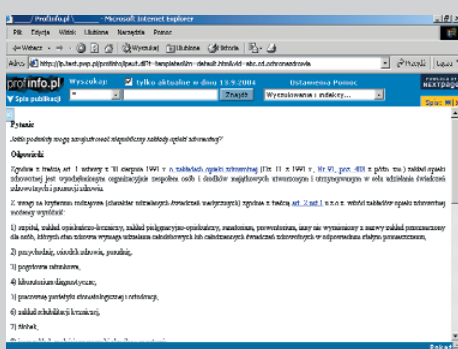 / Profinfo.pl \ - Microsoft Internet Explorer
Plik Edycja Widok Ulubione Narzędzia Pomoc
Wstecz Wyszukaj Ulubione Historia
Adres Przejdź Łącza
profinfo.pl Wyszukaj: tylko aktualne w dniu 13.9.2004 Ustawienia Pomoc
NEXTPAGE
Spis publikacji * Znajdź Wyszukiwania i indeksy...
Spis:
Pytanie
Jakie podmioty mogą zarejestrować niepubliczny zakłady opieki zdrowotnej?
Odpowiedź
Zgodnie z treścią art. 1 ustawy z 30 sierpnia 1991 r. o zakładach opieki zdrowotnej (Dz. U. z 1991 r. Nr 91, poz. 408 z późn. zm.) zakład opieki
zdrowotnej jest wyodrębnionym organizacyjnie zespołem osób i środków majątkowych utworzonym i utrzymywanym w celu udzielania świadczeń
zdrowotnych i promocji zdrowia.
Z uwagi na kryterium rodzajowe (charakter udzielanych świadczeń medycznych) zgodnie z treścią art. 2 ust.1 u.z.o.z. wśród zakładów opieki zdrowotnej
możemy wyróżnić:
1) szpital, zakład opiekuńczo-leczniczy, zakład pielęgnacyjno-opiekuńczy, sanatorium, prewentorium, inny nie wymieniony z nazwy zakład przeznaczony
dla osób, których stan zdrowia wymaga udzielania całodobowych lub całodziennych świadczeń zdrowotnych w odpowiednim stałym pomieszczeniu,
2) przychodnię, ośrodek zdrowia, poradnię,
3) pogotowie ratunkowe,
4) laboratorium diagnostyczne,
5) pracownię protetyki stomatologicznej i ortodoncji,
6) zakład rehabilitacji leczniczej,
7) żłobek,